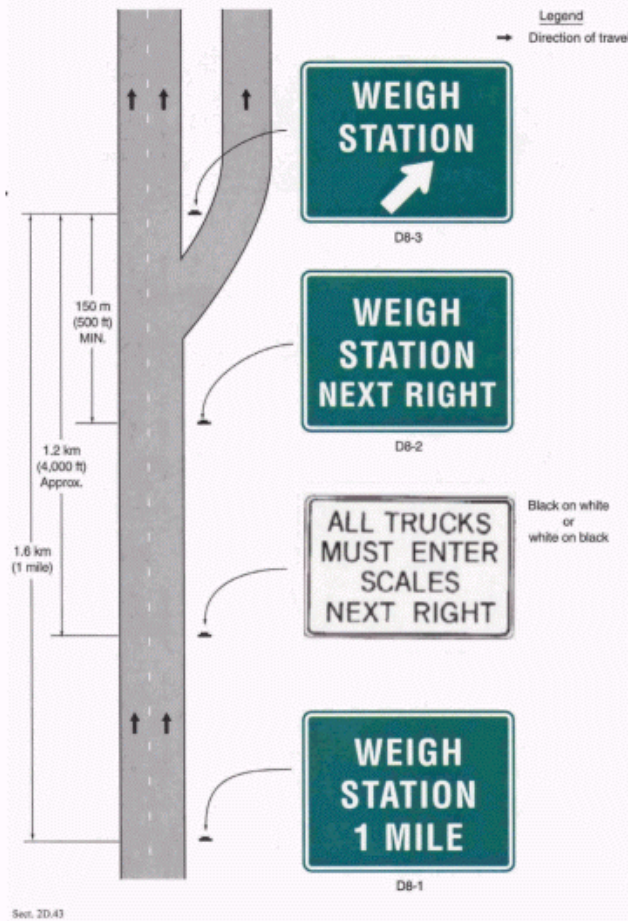 Legend
Direction of travel
WEIGH
STATION
D8-3
WEIGH
STATION
NEXT RIGHT
D8-2
150 m
(500 ft)
MIN.
1.2 km
(4,000 ft)
Approx.
1.6 km
(1 mile)
ALL TRUCKS
MUST ENTER
SCALES
NEXT RIGHT
Black on white
or
white on black
WEIGH
STATION
1 MILE
D8-1
Sect. 2D.43